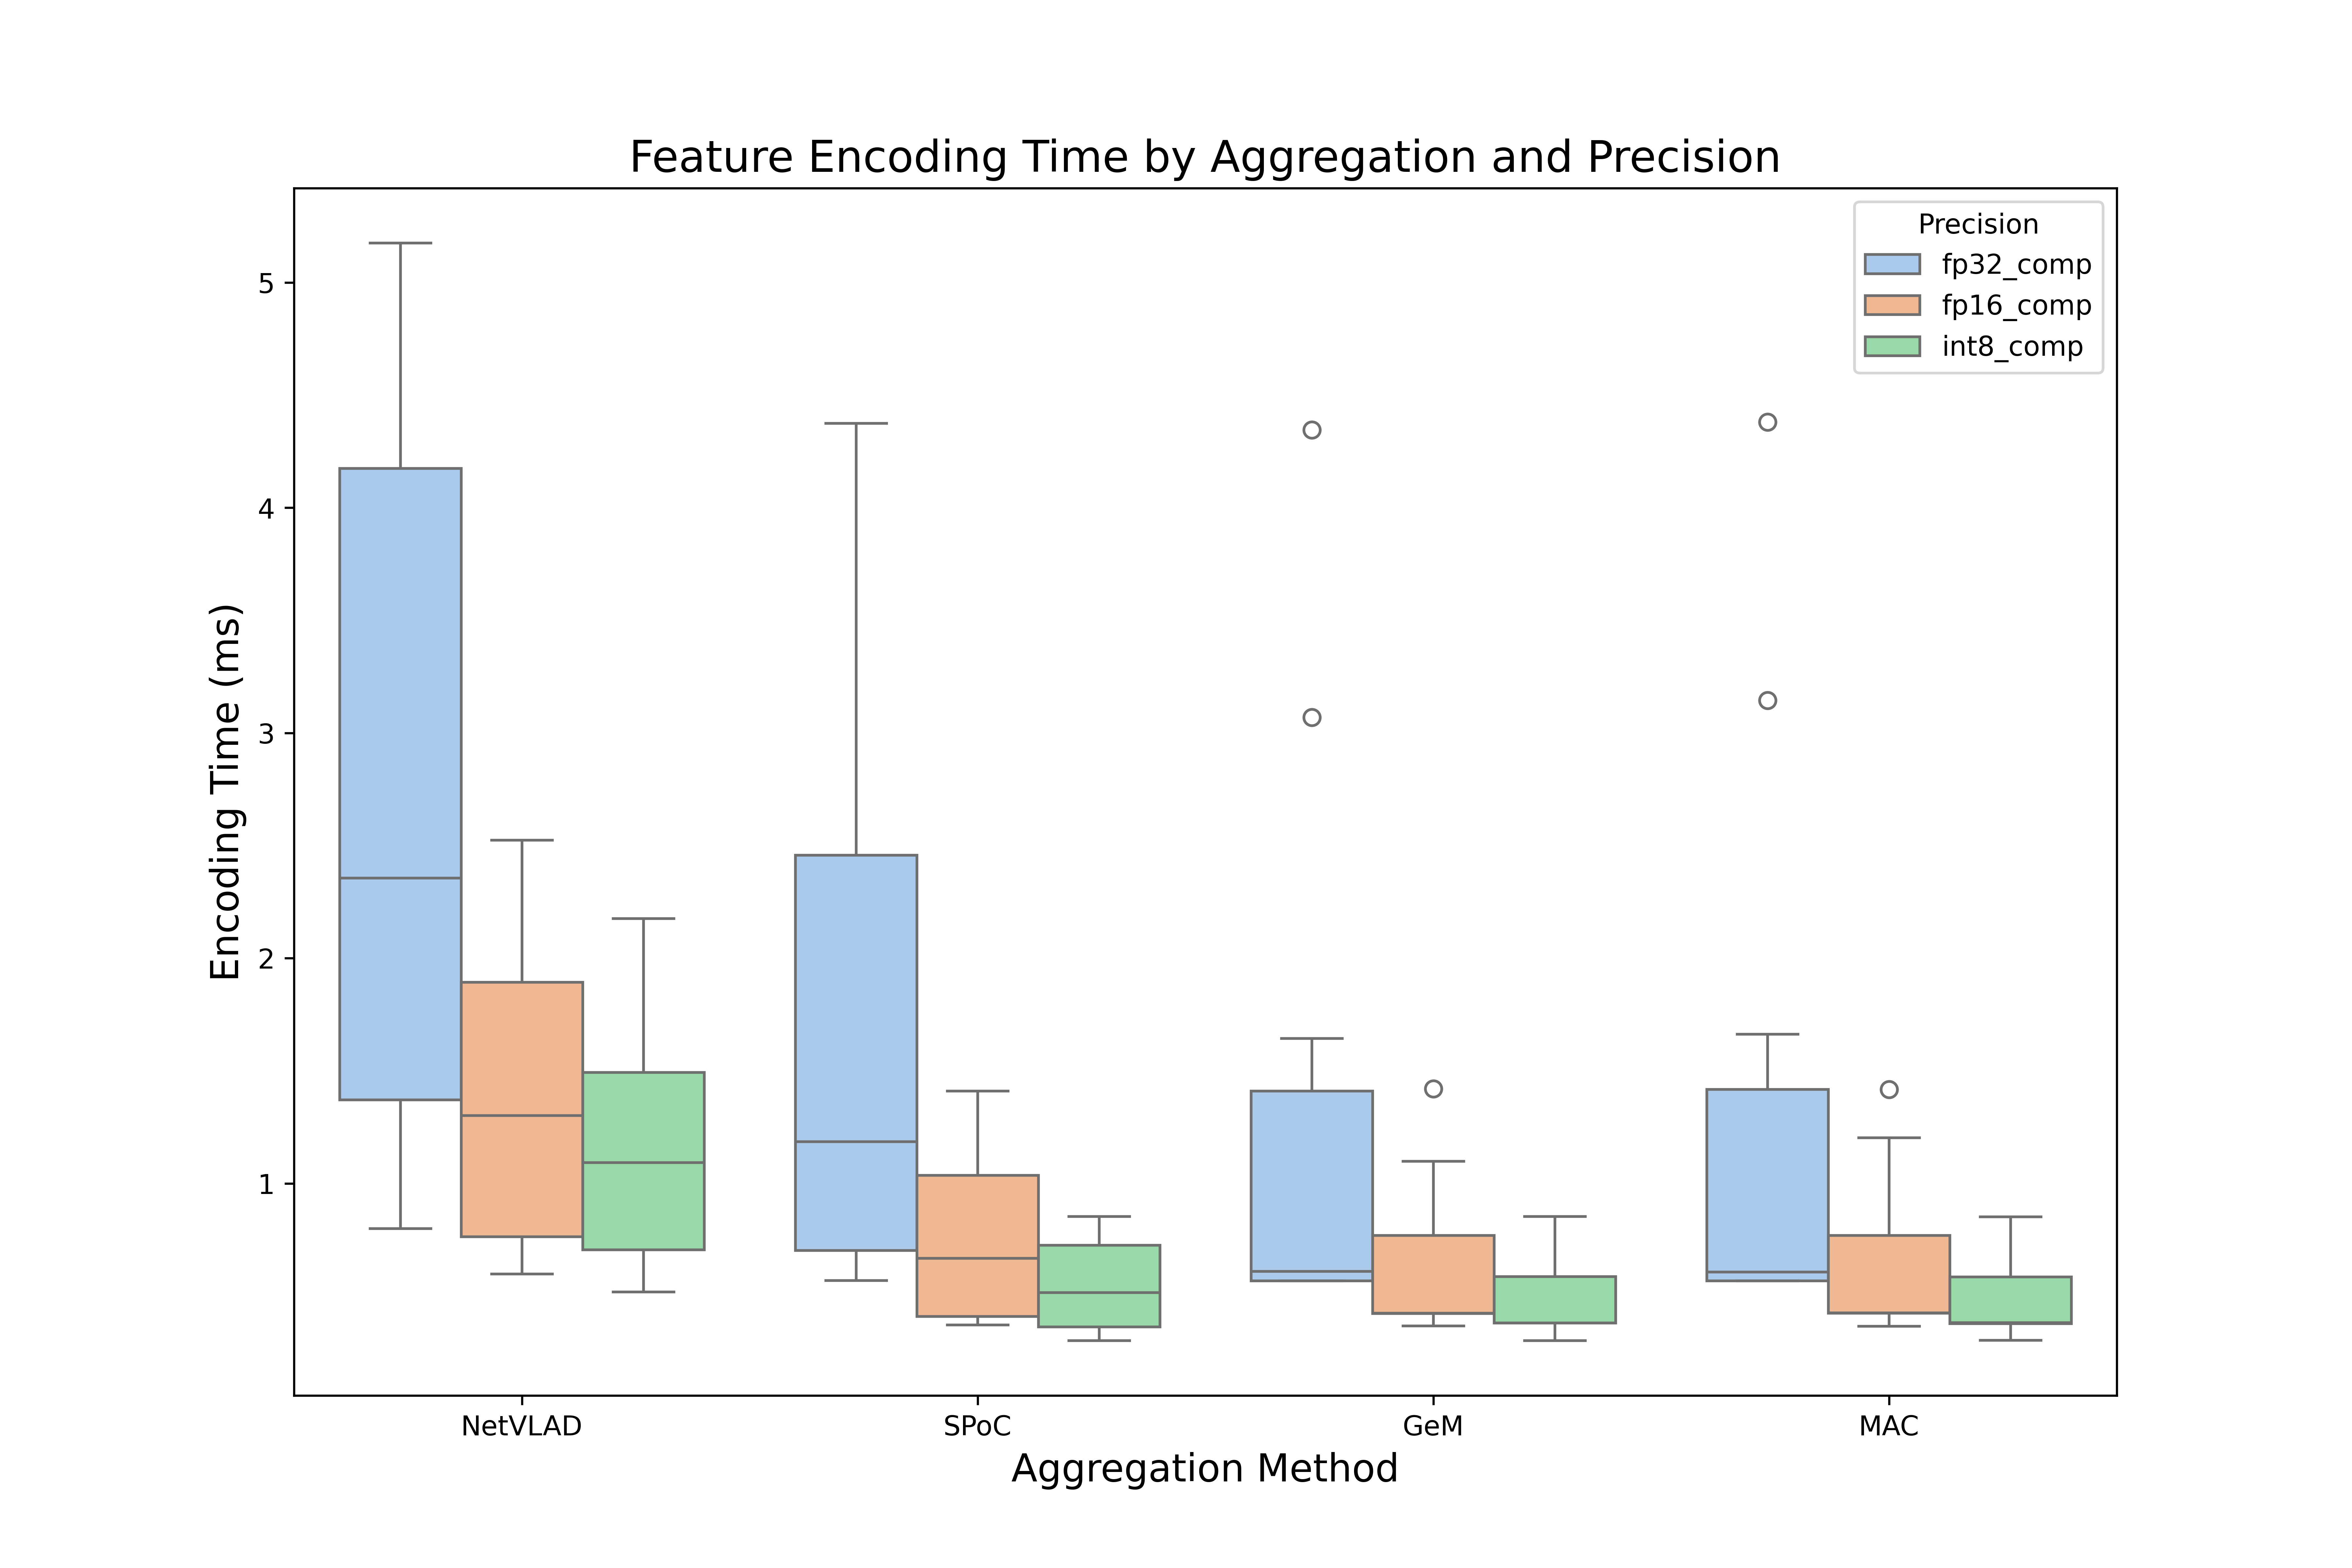 Feature Encoding Time by Aggregation and Precision
Precision
fp32_comp
fp16_comp
int8_comp
Encoding Time (ms)
5
4
3
2
1
NetVLAD
SPoC
GeM
MAC
Aggregation Method